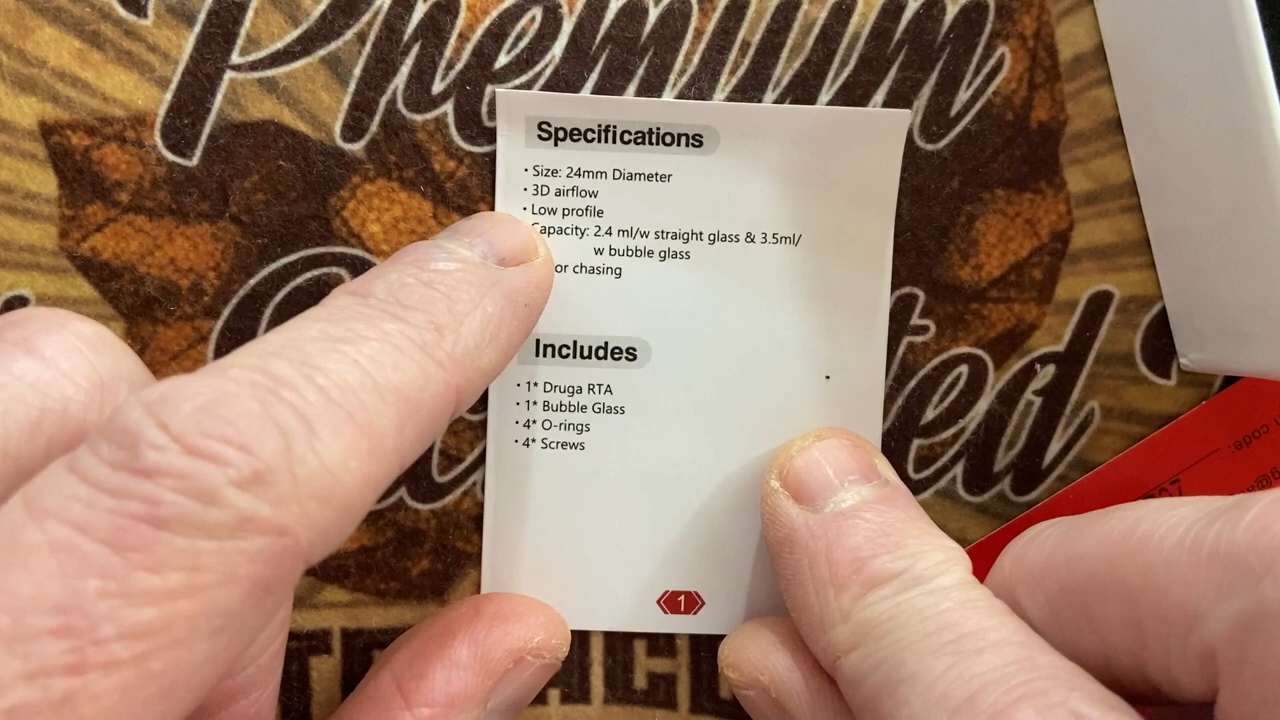 Premium
Specifications
• Size: 24mm Diameter
• 3D airflow
• Low profile
Capacity: 2.4 ml/w straight glass & 3.5ml/
w bubble glass
or chasing
Includes
• 1* Druga RTA
• 1* Bubble Glass
• 4* O-rings
• 4* Screws
1
code: